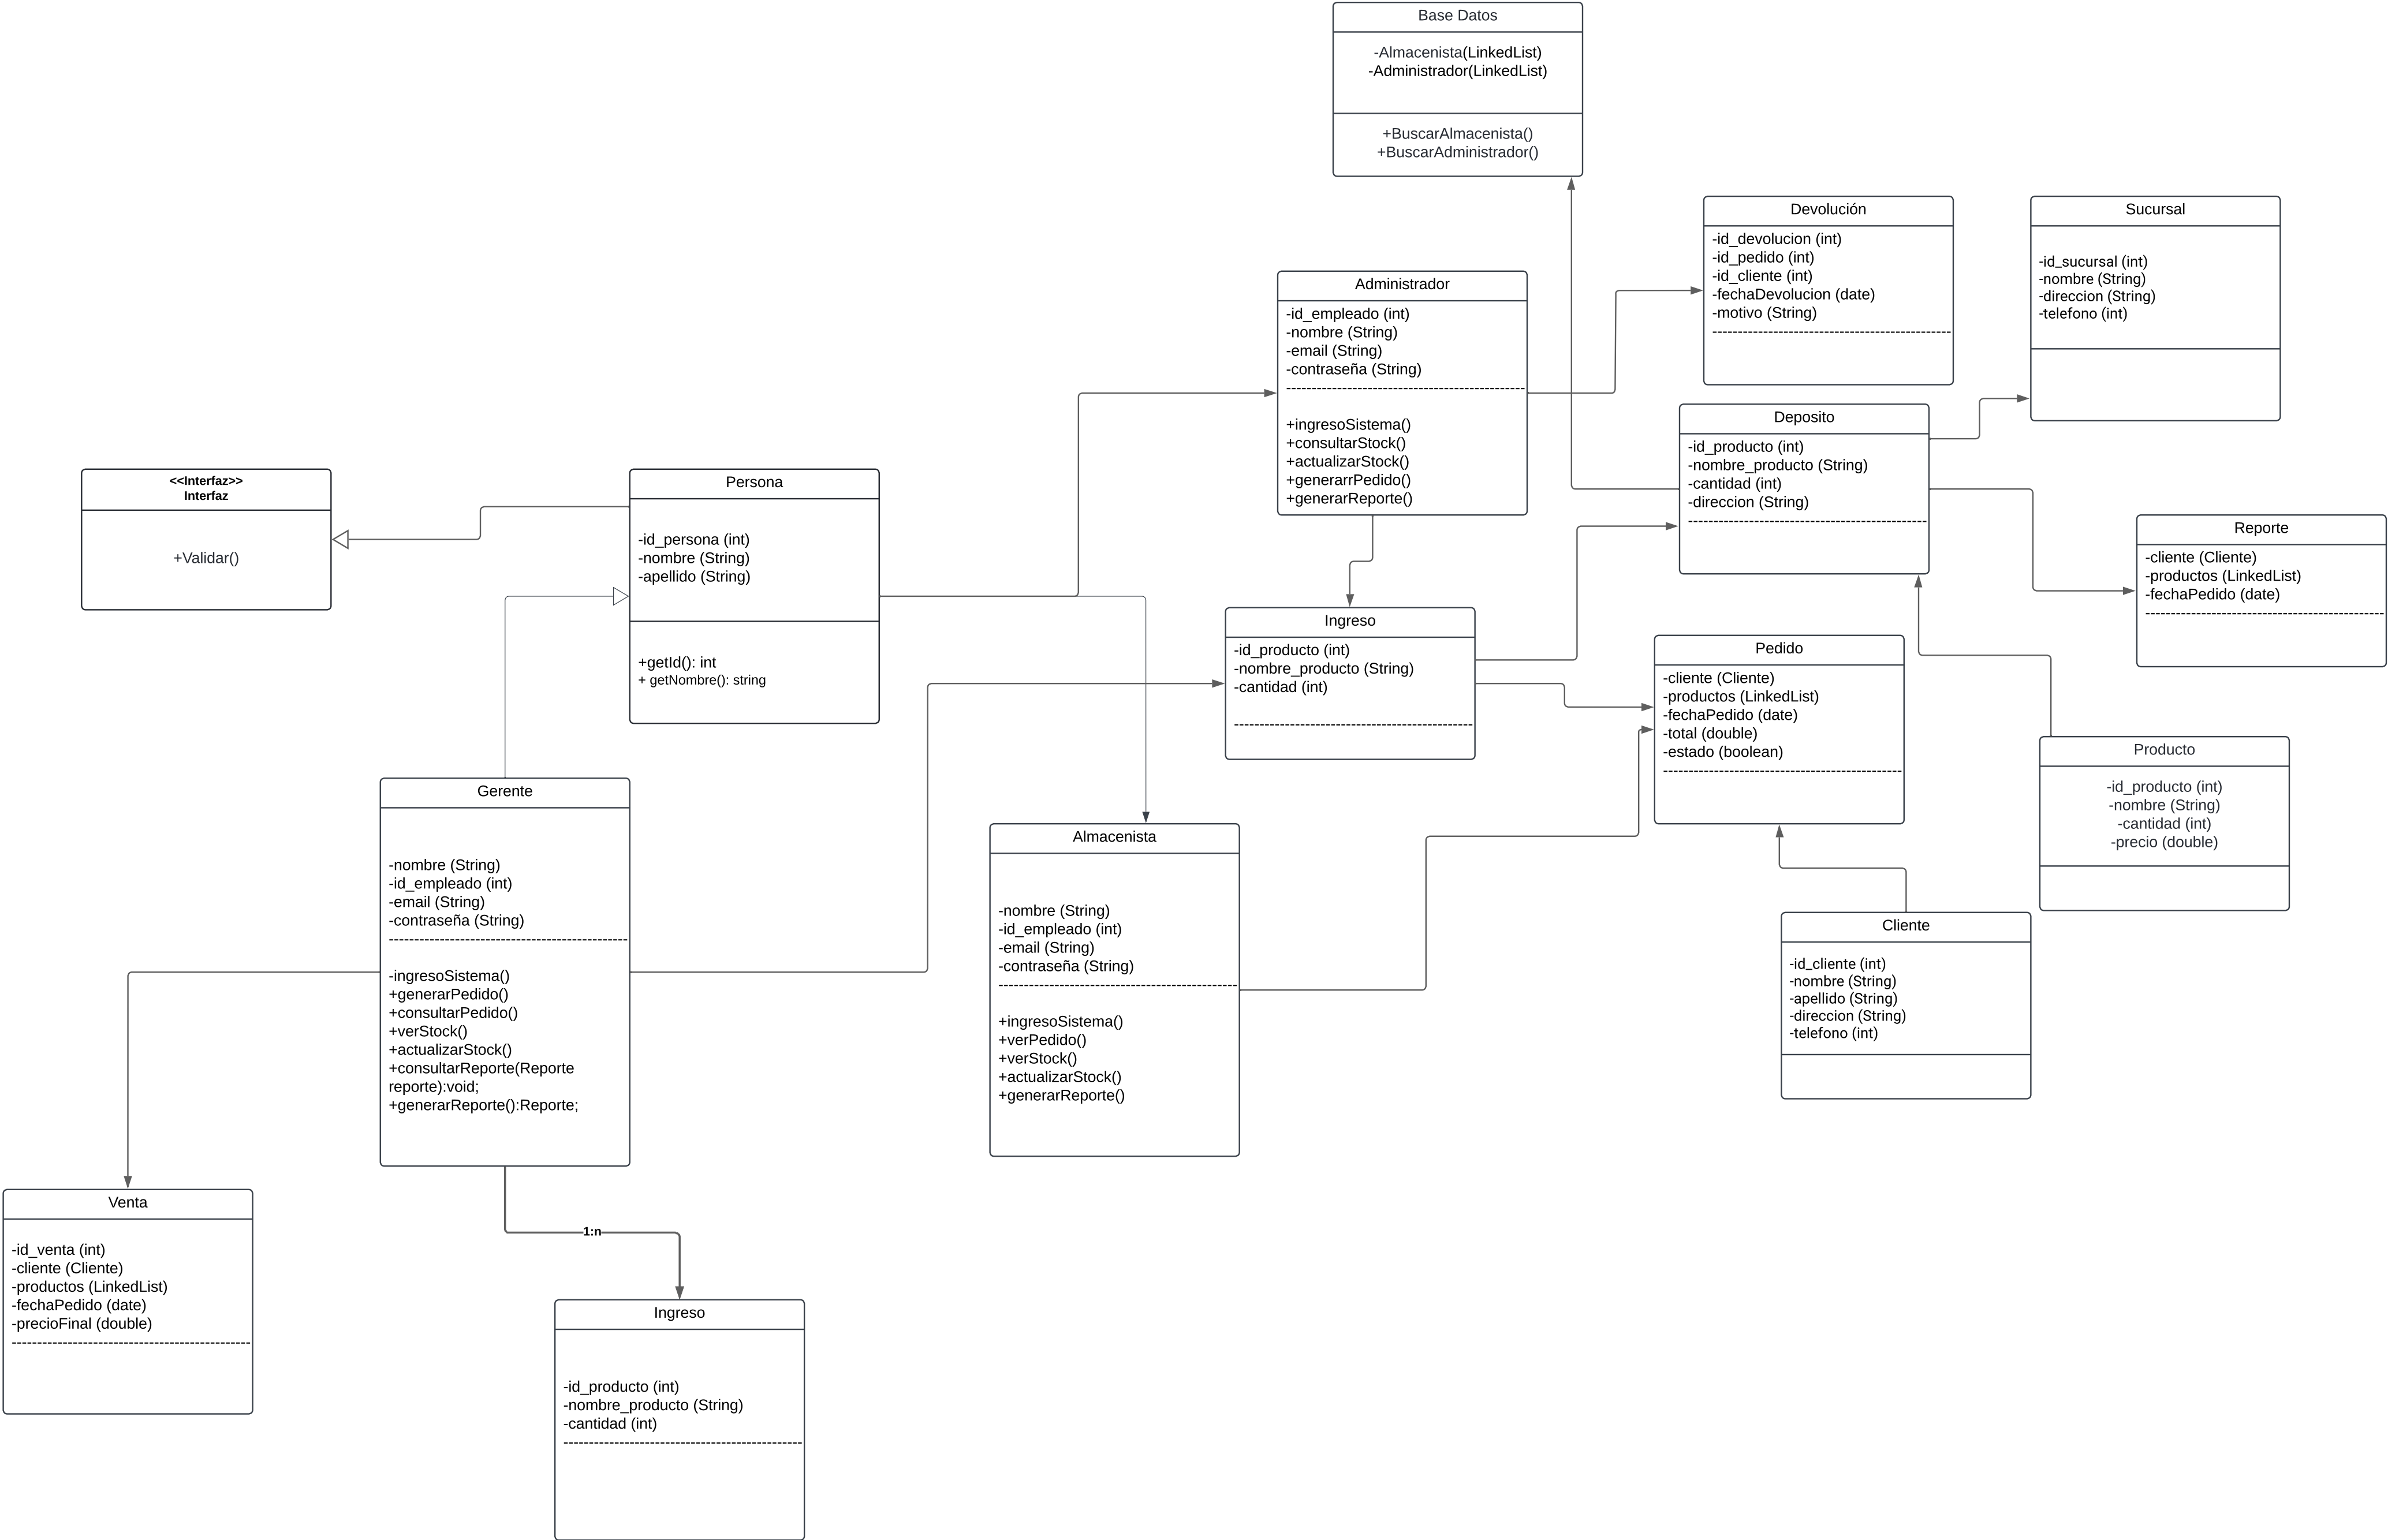 Base Datos
-Almacenista(LinkedList)
-Administrador(LinkedList)
+BuscarAlmacenista()
+BuscarAdministrador()
Devolución
-id_devolucion (int)
-id_pedido (int)
-id_cliente (int)
-fechaDevolucion (date)
-motivo (String)
Sucursal
-id_sucursal (int)
-nombre (String)
-direccion (String)
-telefono (int)
Administrador
-id_empleado (int)
-nombre (String)
-email (String)
-contraseña (String)
+ingresoSistema()
+consultarStock()
+actualizarStock()
+generarrPedido()
+generarReporte()
Deposito
-id_producto (int)
-nombre_producto (String)
-cantidad (int)
-direccion (String)
<<Interfaz>>
Interfaz
+Validar()
Persona
-id_persona (int)
-nombre (String)
-apellido (String)
+getId(): int
+ getNombre(): string
Reporte
-cliente (Cliente)
-productos (LinkedList)
-fechaPedido (date)
Ingreso
-id_producto (int)
-nombre_producto (String)
-cantidad (int)
Pedido
-cliente (Cliente)
-productos (LinkedList)
-fechaPedido (date)
-total (double)
-estado (boolean)
Producto
-id_producto (int)
-nombre (String)
-cantidad (int)
-precio (double)
Gerente
-nombre (String)
-id_empleado (int)
-email (String)
-contraseña (String)
-ingresoSistema()
+generarPedido()
+consultarPedido()
+verStock()
+actualizarStock()
+consultarReporte(Reporte
reporte):void;
+generarReporte():Reporte;
Almacenista
-nombre (String)
-id_empleado (int)
-email (String)
-contraseña (String)
+ingresoSistema()
+verPedido()
+verStock()
+actualizarStock()
+generarReporte()
Cliente
-id_cliente (int)
-nombre (String)
-apellido (String)
-direccion (String)
-telefono (int)
Venta
-id_venta (int)
-cliente (Cliente)
-productos (LinkedList)
-fechaPedido (date)
-precioFinal (double)
1:n
Ingreso
-id_producto (int)
-nombre_producto (String)
-cantidad (int)